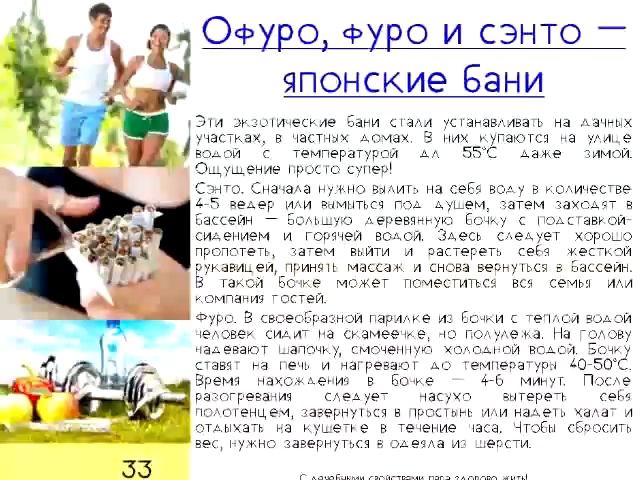 Офуро, фуро и сэнто –
японские бани
Эти экзотические бани стали устанавливать на дачных
участках, в частных домах. В них купаются на улице
водой с температурой дл 55°С даже зимой.
Ощущение просто супер!
Сэнто. Сначала нужно вылить на себя воду в количестве
4-5 ведер или вымыться под душем, затем заходят в
бассейн – большую деревянную бочку с подставкой-
сидением и горячей водой. Здесь следует хорошо
пропотеть, затем выйти и растереть себя жесткой
рукавицей, принять массаж и снова вернуться в бассейн.
В такой бочке может поместиться вся семья или
компания гостей.
Фуро. В своеобразной парилке из бочки с теплой водой
человек сидит на скамеечке, но полулежа. На голову
надевают шапочку, смоченную холодной водой. Бочку
ставят на печь и нагревают до температуры 40-50°С.
Время нахождения в бочке – 4-6 минут. После
разогревания следует насухо вытереть себя
полотенцем, завернуться в простынь или надеть халат и
отдыхать на кушетке в течение часа. Чтобы сбросить
вес, нужно завернуться в одеяла из шерсти.
33
С лечебными свойствами пара здорово жить!